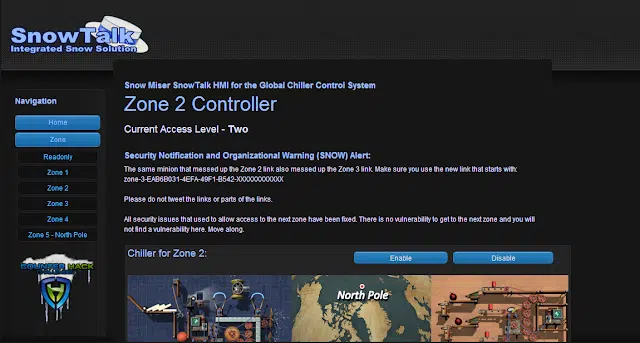 SnowTalk
Integrated Snow Solution
Snow Miser SnowTalk HMI for the Global Chiller Control System
Zone 2 Controller
Current Access Level - Two
Navigation
Home
Zone
Readonly
Zone 1
Zone 2
Zone 3
Zone 4
Zone 5 - North Pole
COUNTER HACK
Security Notification and Organizational Warning (SNOW) Alert:
The same minion that messed up the Zone 2 link also messed up the Zone 3 link. Make sure you use the new link that starts with:
zone-3-EAB6B031-4EFA-49F1-B542-XXXXXXXXXXXX
Please do not tweet the links or parts of the links.
All security issues that used to allow access to the next zone have been fixed. There is no vulnerability to get to the next zone and you will
not find a vulnerability here. Move along.
Chiller for Zone 2:
Enable
Disable
North Pole